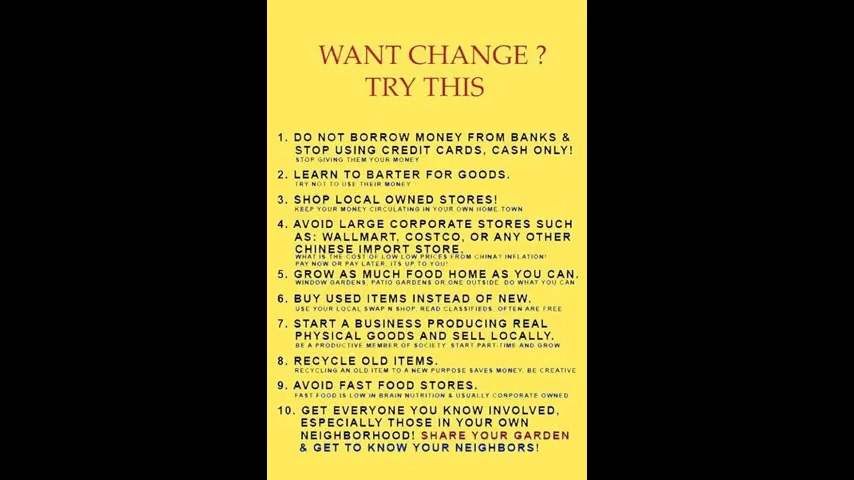 WANT CHANGE ?
TRY THIS
1. DO NOT BORROW MONEY FROM BANKS &
STOP USING CREDIT CARDS, CASH ONLY!
STOP GIVING THEM YOUR MONEY
2. LEARN TO BARTER FOR GOODS.
TRY NOT TO USE THEIR MONEY
3. SHOP LOCAL OWNED STORES!
KEEP YOUR MONEY CIRCULATING IN YOUR OWN HOME TOWN
4. AVOID LARGE CORPORATE STORES SUCH
AS: WALLMART, COSTCO, OR ANY OTHER
CHINESE IMPORT STORE.
WHAT IS THE COST OF LOW LOW PRICES FROM CHINA? INFLATION!
PAY NOW OR PAY LATER, ITS UP TO YOU!
5. GROW AS MUCH FOOD HOME AS YOU CAN.
WINDOW GARDENS, PATIO GARDENS OR ONE OUTSIDE. DO WHAT YOU CAN
6. BUY USED ITEMS INSTEAD OF NEW.
USE YOUR LOCAL SWAP N SHOP, READ CLASSIFIEDS, OFTEN ARE FREE
7. START A BUSINESS PRODUCING REAL
PHYSICAL GOODS AND SELL LOCALLY.
BE A PRODUCTIVE MEMBER OF SOCIETY, START PART-TIME AND GROW
8. RECYCLE OLD ITEMS.
RECYCLING AN OLD ITEM TO A NEW PURPOSE SAVES MONEY, BE CREATIVE
9. AVOID FAST FOOD STORES.
FAST FOOD IS LOW IN BRAIN NUTRITION & USUALLY CORPORATE OWNED
10. GET EVERYONE YOU KNOW INVOLVED,
ESPECIALLY THOSE IN YOUR OWN
NEIGHBORHOOD! SHARE YOUR GARDEN
& GET TO KNOW YOUR NEIGHBORS!